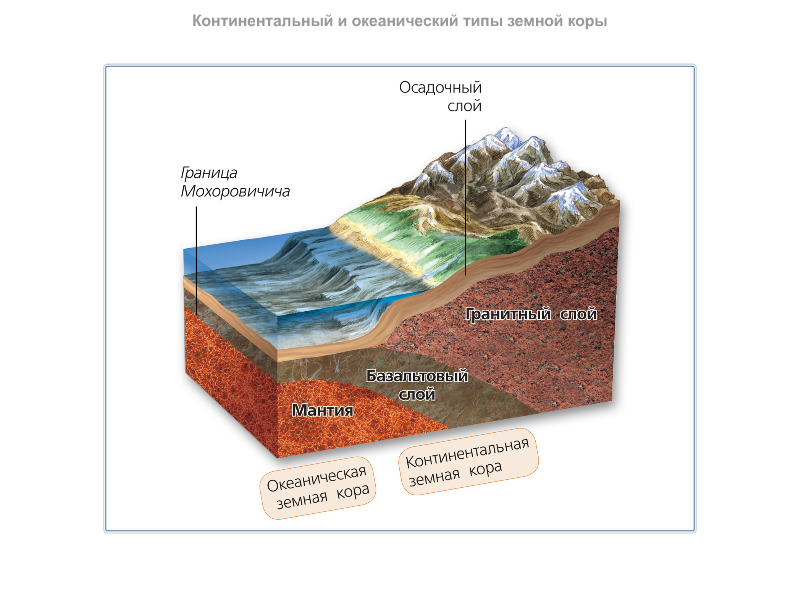 Континентальный и океанический типы земной коры
Осадочный
слой
Граница
Мохоровичича
Гранитный слой
Базальтовый
слой
Мантия
Океаническая
земная кора
Континентальная
земная кора